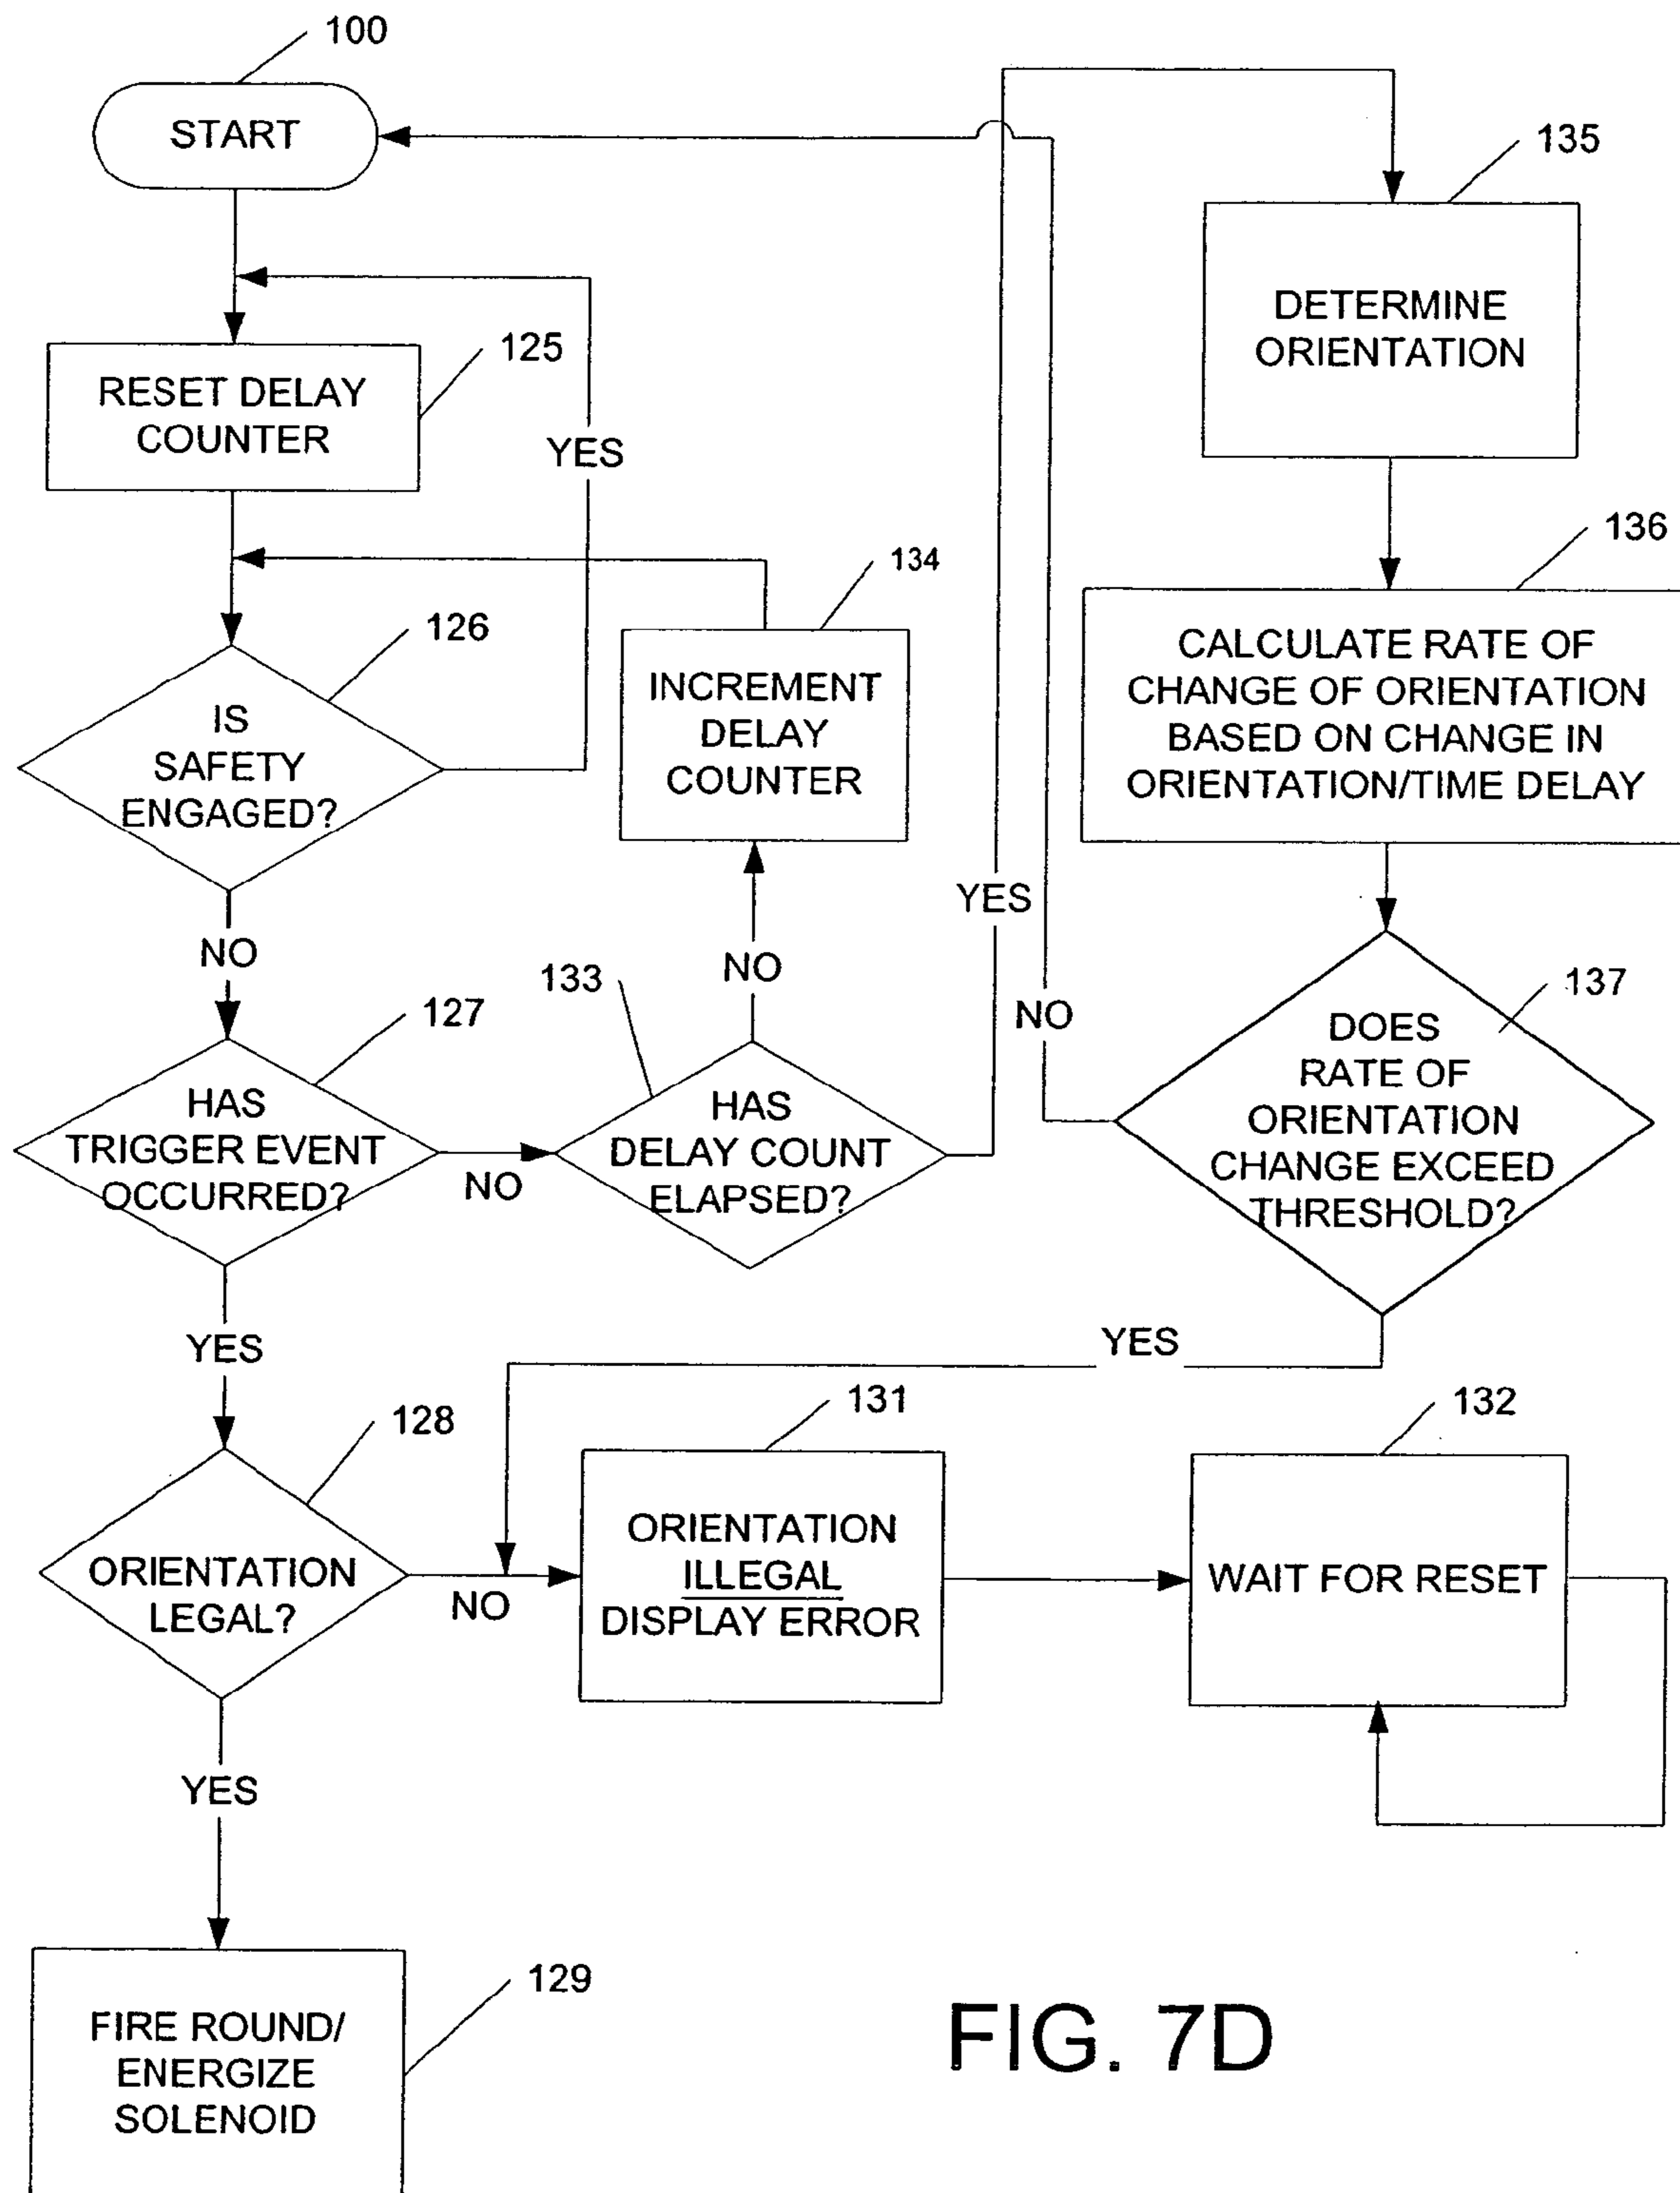 100
START
125
RESET DELAY
COUNTER
YES
126
IS
SAFETY
ENGAGED?
NO
134
INCREMENT
DELAY
COUNTER
NO
127
HAS
TRIGGER EVENT
OCCURRED?
NO
133
HAS
DELAY COUNT
ELAPSED?
YES
135
DETERMINE
ORIENTATION
136
CALCULATE RATE OF
CHANGE OF ORIENTATION
BASED ON CHANGE IN
ORIENTATION/TIME DELAY
137
DOES
RATE OF
ORIENTATION
CHANGE EXCEED
THRESHOLD?
NO
YES
YES
128
ORIENTATION
LEGAL?
NO
131
ORIENTATION
ILLEGAL
DISPLAY ERROR
132
WAIT FOR RESET
YES
129
FIRE ROUND/
ENERGIZE
SOLENOID
FIG. 7D